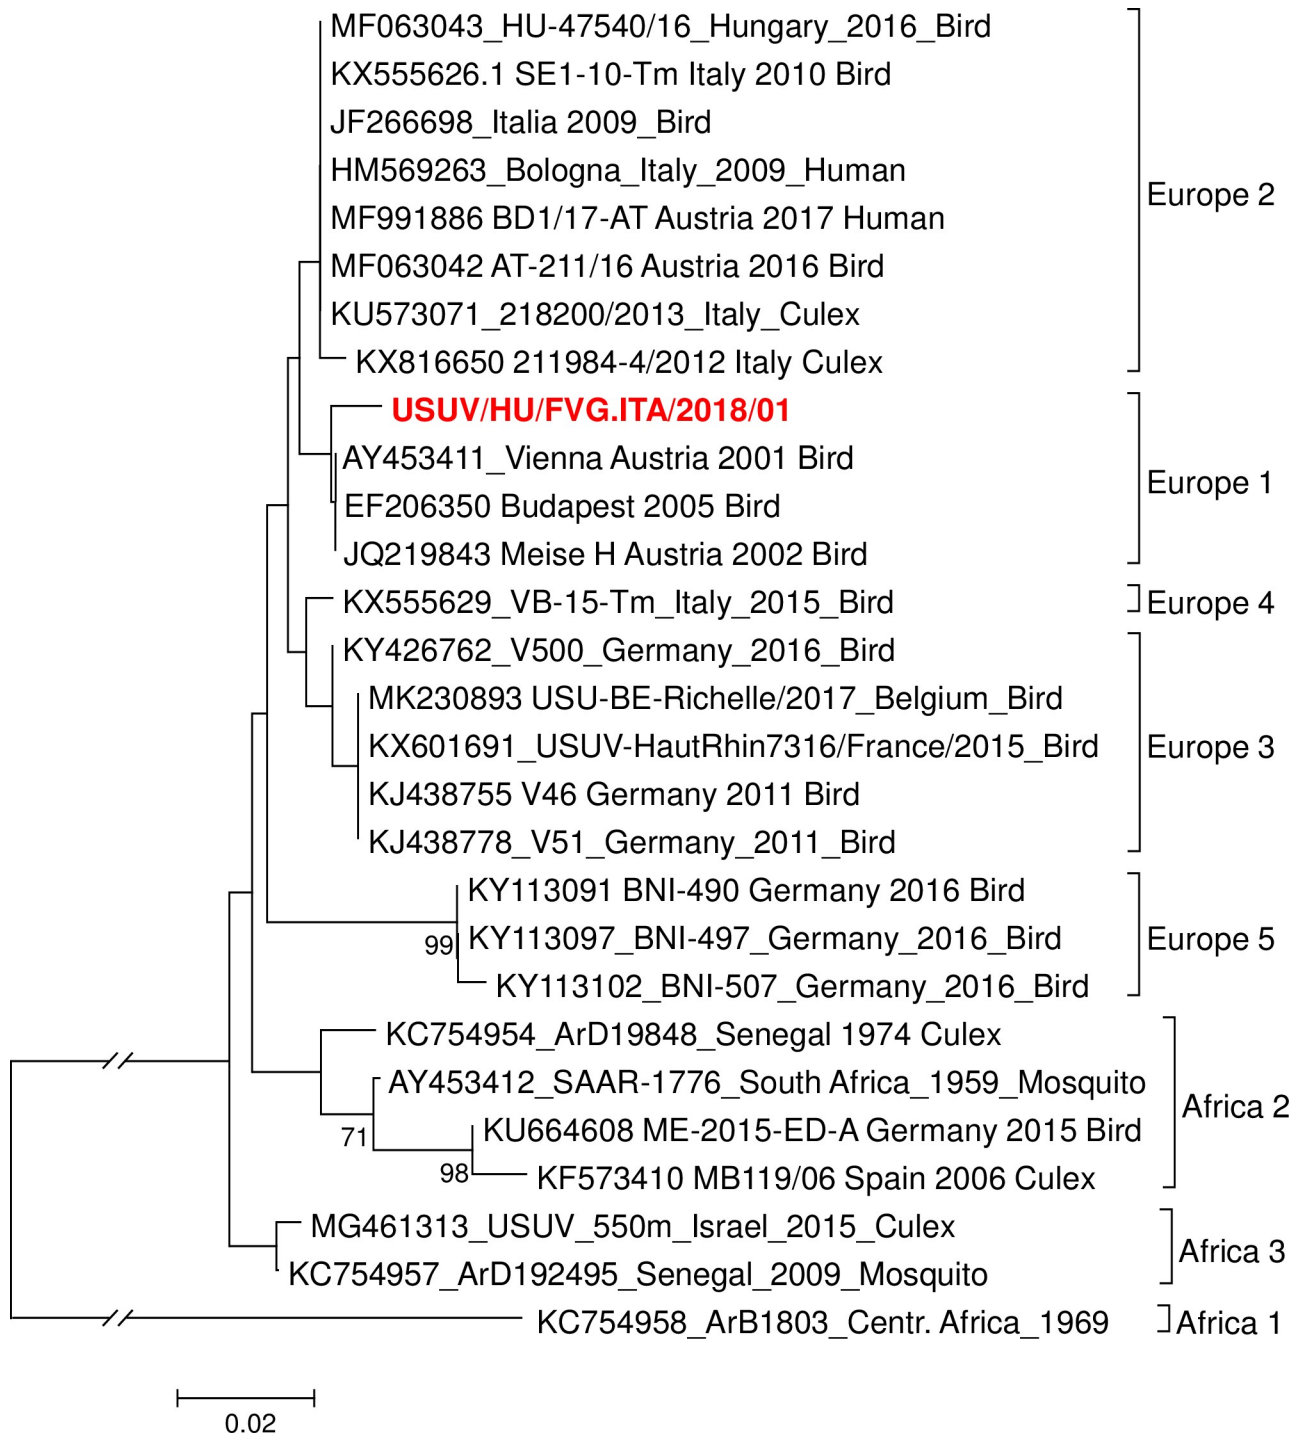 MF063043_HU-47540/16_Hungary_2016_Bird
KX555626.1 SE1-10-Tm Italy 2010 Bird
JF266698_Italia 2009_Bird
HM569263_Bologna_Italy_2009_Human
Europe 2
MF991886 BD1/17-AT Austria 2017 Human
MF063042 AT-211/16 Austria 2016 Bird
KU573071_218200/2013_Italy_Culex
KX816650 211984-4/2012 Italy Culex
USUV/HU/FVG.ITA/2018/01
AY453411_Vienna Austria 2001 Bird
Europe 1
EF206350 Budapest 2005 Bird
JQ219843 Meise H Austria 2002 Bird
KX555629_VB-15-Tm_Italy_2015_Bird
Europe 4
KY426762_V500_Germany_2016_Bird
MK230893 USU-BE-Richelle/2017_Belgium_Bird
KX601691_USUV-HautRhin7316/France/2015_Bird
Europe 3
KJ438755 V46 Germany 2011 Bird
KJ438778_V51_Germany_2011_Bird
KY113091 BNI-490 Germany 2016 Bird
99
KY113097_BNI-497_Germany_2016_Bird
Europe 5
KY113102_BNI-507_Germany_2016_Bird
KC754954_ArD19848_Senegal 1974 Culex
AY453412_SAAR-1776_South Africa_1959_Mosquito
Africa 2
71
KU664608 ME-2015-ED-A Germany 2015 Bird
98
KF573410 MB119/06 Spain 2006 Culex
MG461313_USUV_550m_Israel_2015_Culex
Africa 3
KC754957_ArD192495_Senegal_2009_Mosquito
KC754958_ArB1803_Centr. Africa_1969
Africa 1
0.02